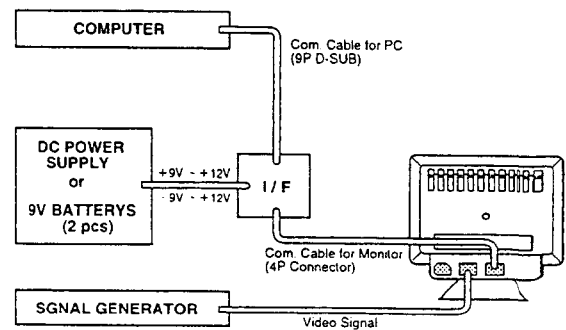 COMPUTER
Com. Cable for PC
(9P D-SUB)
DC POWER
SUPPLY
or
9V BATTERYS
(2 pcs)
+9V ~ +12V
-9V ~ +12V
I / F
Com. Cable for Monitor
(4P Connector)
SGNAL GENERATOR
Video Signal